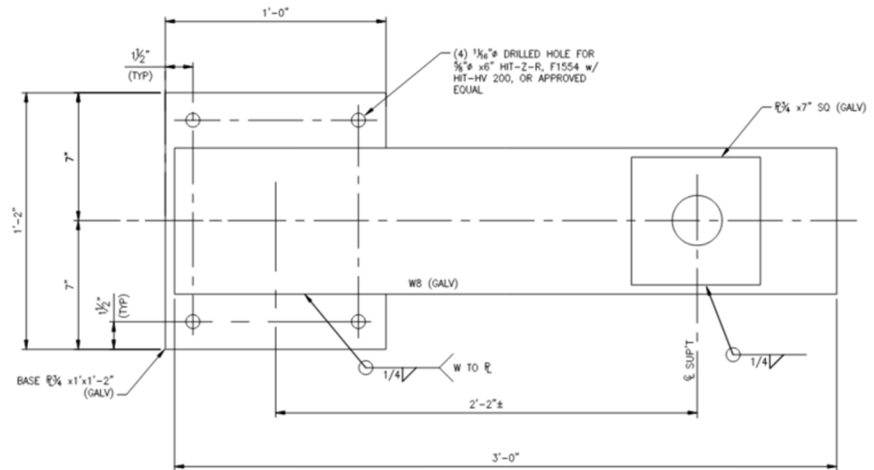 1'-0"
1½"
(TYP)
(4) 11/16"ø DRILLED HOLE FOR
⅝"ø x6" HIT-Z-R, F1554 w/
HIT-HV 200, OR APPROVED
EQUAL
℄¾ x7" SQ (GALV)
7"
1'-2"
7"
1½"
(TYP)
W8 (GALV)
BASE ℄¾ x1'x1'-2"
(GALV)
1/4
W TO ℄
℄ SUP'T
1/4
2'-2"±
3'-0"